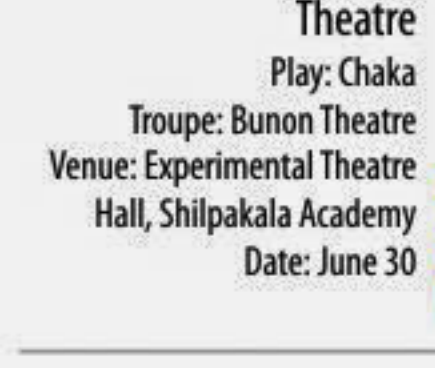 Theatre
Play: Chaka
Troupe: Bunon Theatre
Venue: Experimental Theatre
Hall, Shilpakala Academy
Date: June 30